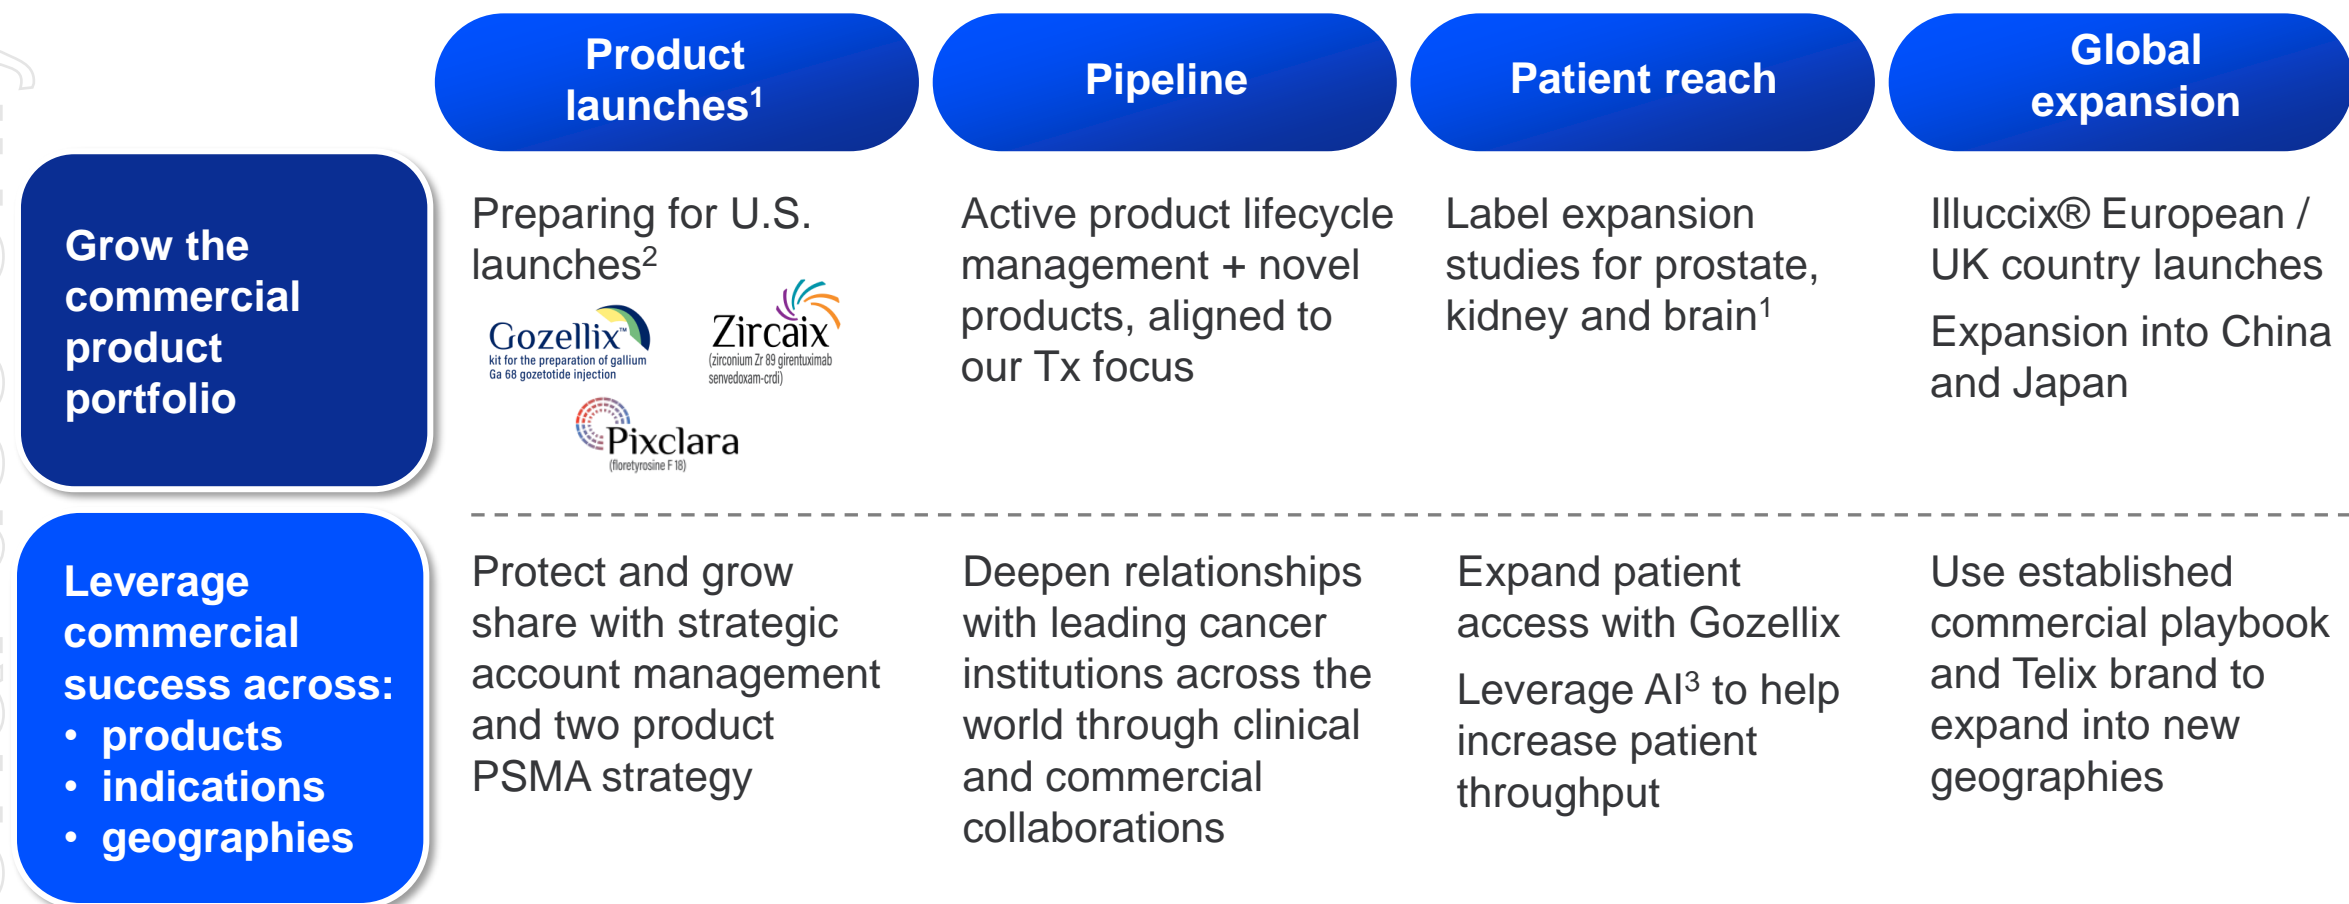 Product
launches¹
Pipeline
Patient reach
Global
expansion
Grow the
commercial
product
portfolio
Preparing for U.S.
launches²
Gozellix™
kit for the preparation of gallium
Ga 68 gozetotide injection
Zircaix
(zirconium Zr 89 girentuximab
senvedoxam-crdi)
Pixclara
(floretyrosine F 18)
Active product lifecycle
management + novel
products, aligned to
our Tx focus
Label expansion
studies for prostate,
kidney and brain¹
Illuccix® European /
UK country launches
Expansion into China
and Japan
Leverage
commercial
success across:
• products
• indications
• geographies
Protect and grow
share with strategic
account management
and two product
PSMA strategy
Deepen relationships
with leading cancer
institutions across the
world through clinical
and commercial
collaborations
Expand patient
access with Gozellix
Leverage AI³ to help
increase patient
throughput
Use established
commercial playbook
and Telix brand to
expand into new
geographies